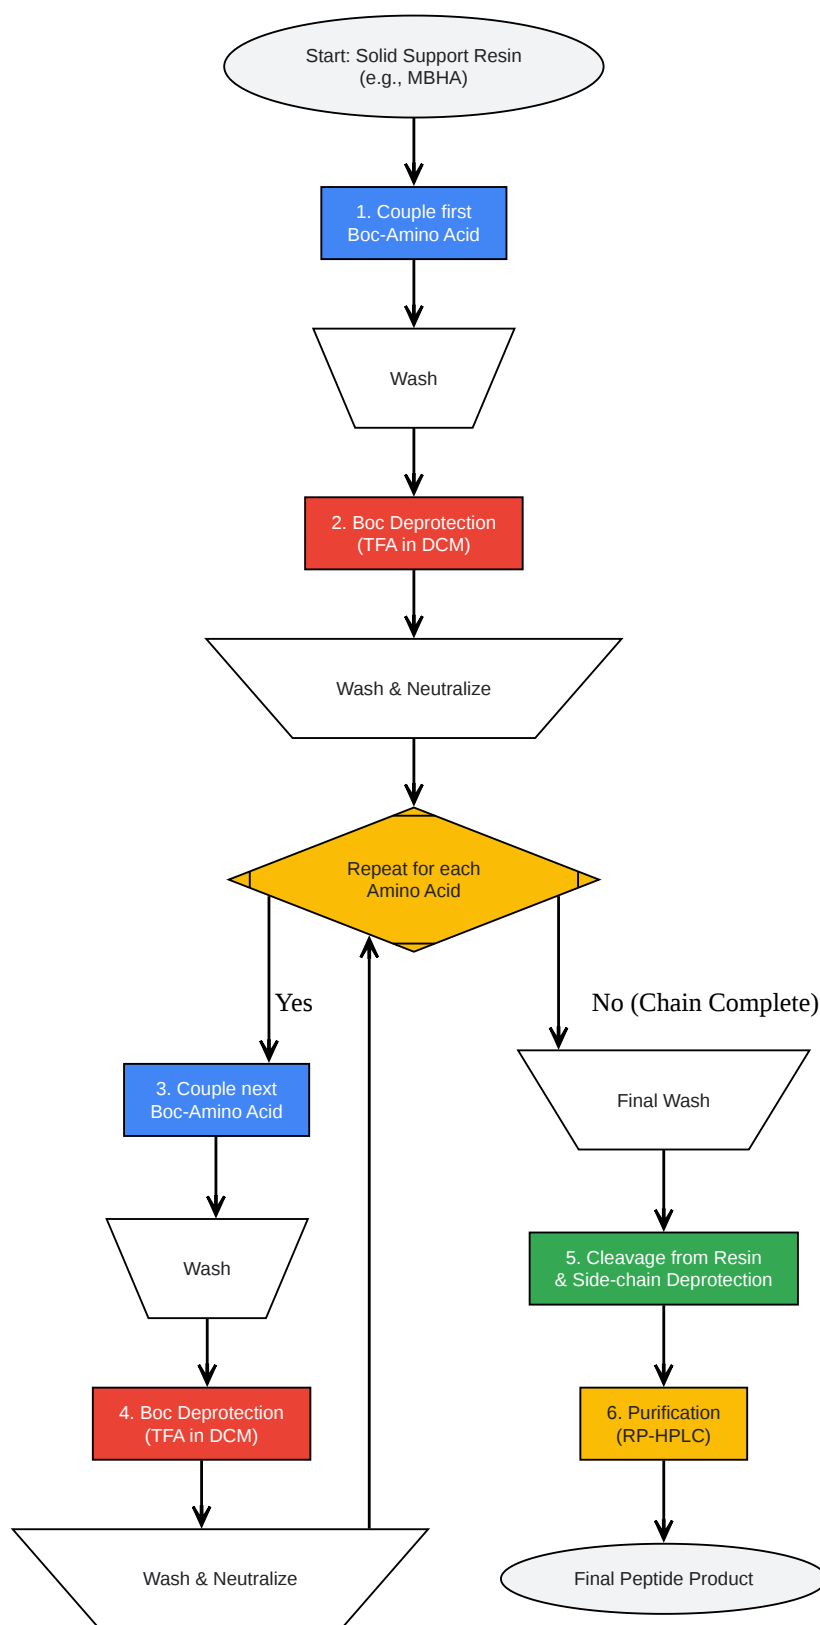 Start: Solid Support Resin
(e.g., MBHA)
1. Couple first
Boc-Amino Acid
Wash
2. Boc Deprotection
(TFA in DCM)
Wash & Neutralize
Repeat for each
Amino Acid
Yes
No (Chain Complete)
3. Couple next
Boc-Amino Acid
Wash
4. Boc Deprotection
(TFA in DCM)
Wash & Neutralize
Final Wash
5. Cleavage from Resin
& Side-chain Deprotection
6. Purification
(RP-HPLC)
Final Peptide Product